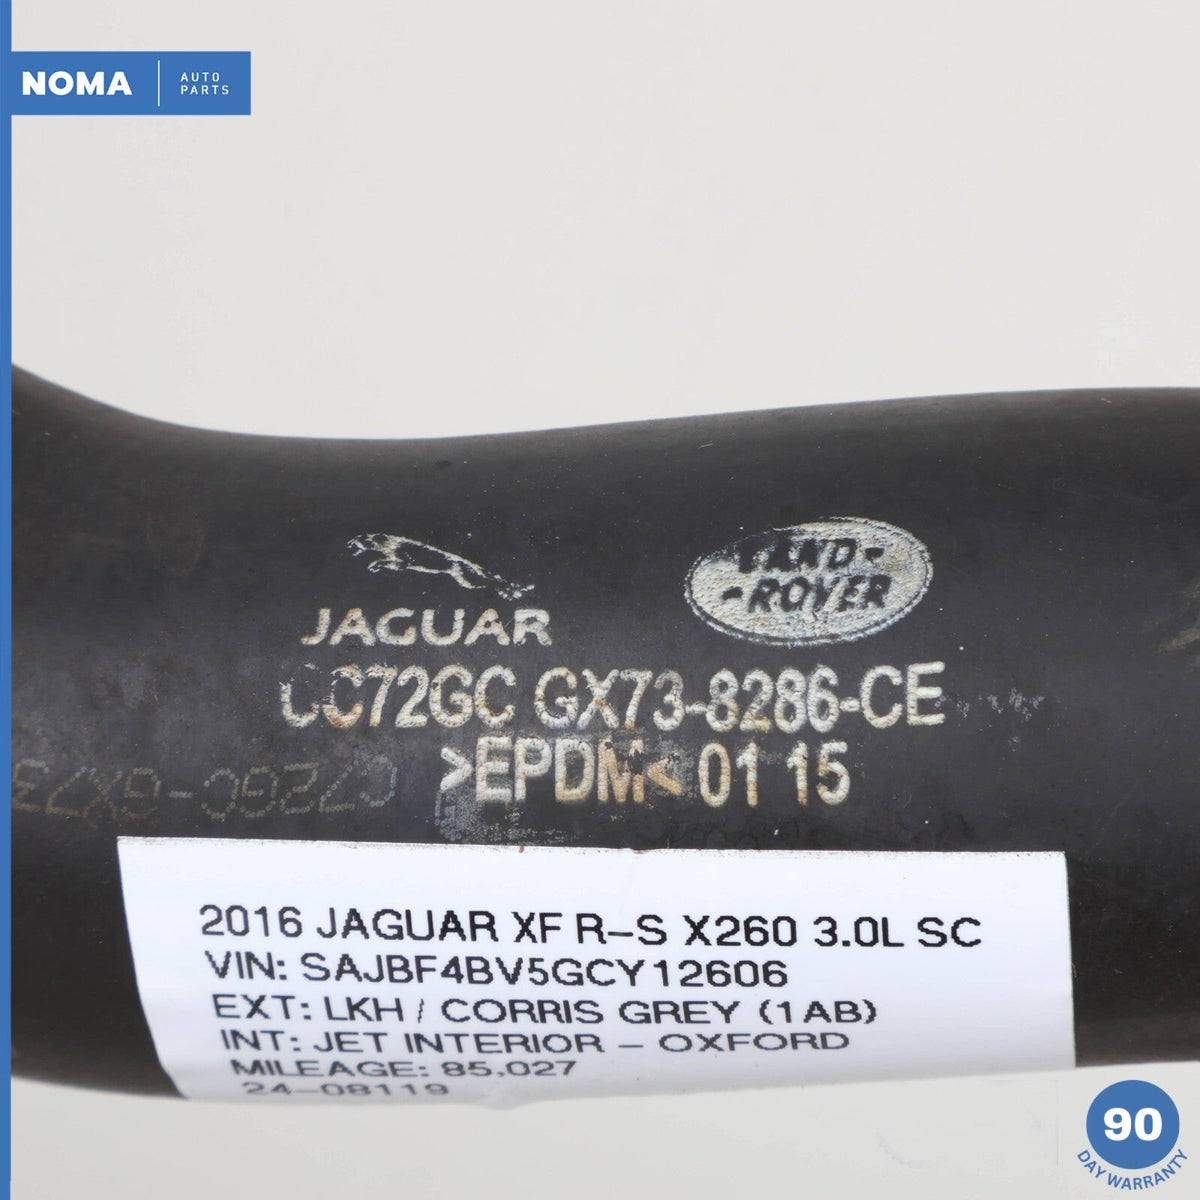 NOMA
AUTO
PARTS
JAGUAR
LAND-
-ROVER
GX73-8286-CE
>EPDM< 01 15
2016 JAGUAR XF R-S X260 3.0L SC
VIN: SAJBF4BV5GCY12606
EXT: LKH / CORRIS GREY (1AB)
INT: JET INTERIOR - OXFORD
MILEAGE: 85,027
24-08119
90
DAY WARRANTY